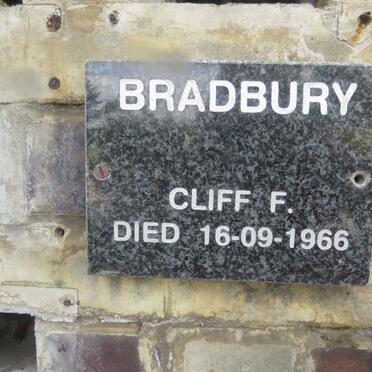 BRADBURY
CLIFF F.
DIED 16-09-1966